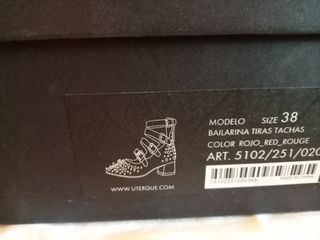 MODELO SIZE 38
BAILARINA TIRAS TACHAS
COLOR ROJO_RED_ROUGE
ART. 5102/251/020
WWW.UTERQUE.COM